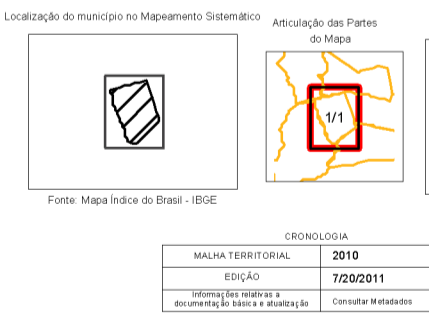 Localização do município no Mapeamento Sistemático
Articulação das Partes
do Mapa
1/1
Fonte: Mapa Índice do Brasil - IBGE
CRONOLOGIA
MALHA TERRITORIAL 2010
EDIÇÃO 7/20/2011
Informações relativas a
documentação básica e atualização Consultar Metadados